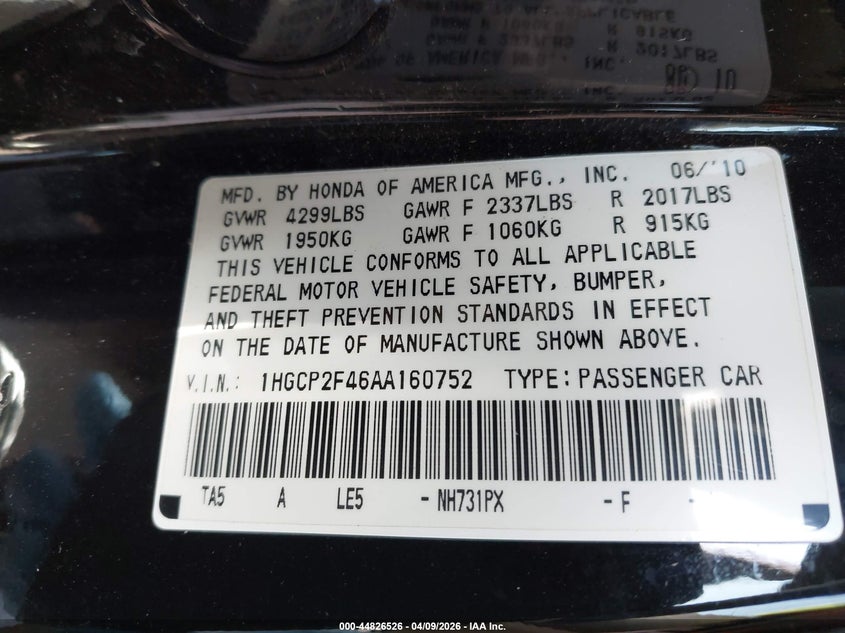 MFD. BY HONDA OF AMERICA MFG., INC. 06/'10
GVWR 4299LBS GAWR F 2337LBS R 2017LBS
GVWR 1950KG GAWR F 1060KG R 915KG
THIS VEHICLE CONFORMS TO ALL APPLICABLE
FEDERAL MOTOR VEHICLE SAFETY, BUMPER,
AND THEFT PREVENTION STANDARDS IN EFFECT
ON THE DATE OF MANUFACTURE SHOWN ABOVE.
V.I.N.: 1HGCP2F46AA160752 TYPE: PASSENGER CAR
TA5 A LE5 - NH731PX - F -
000-44826526 - 04/09/2026 - IAA Inc.